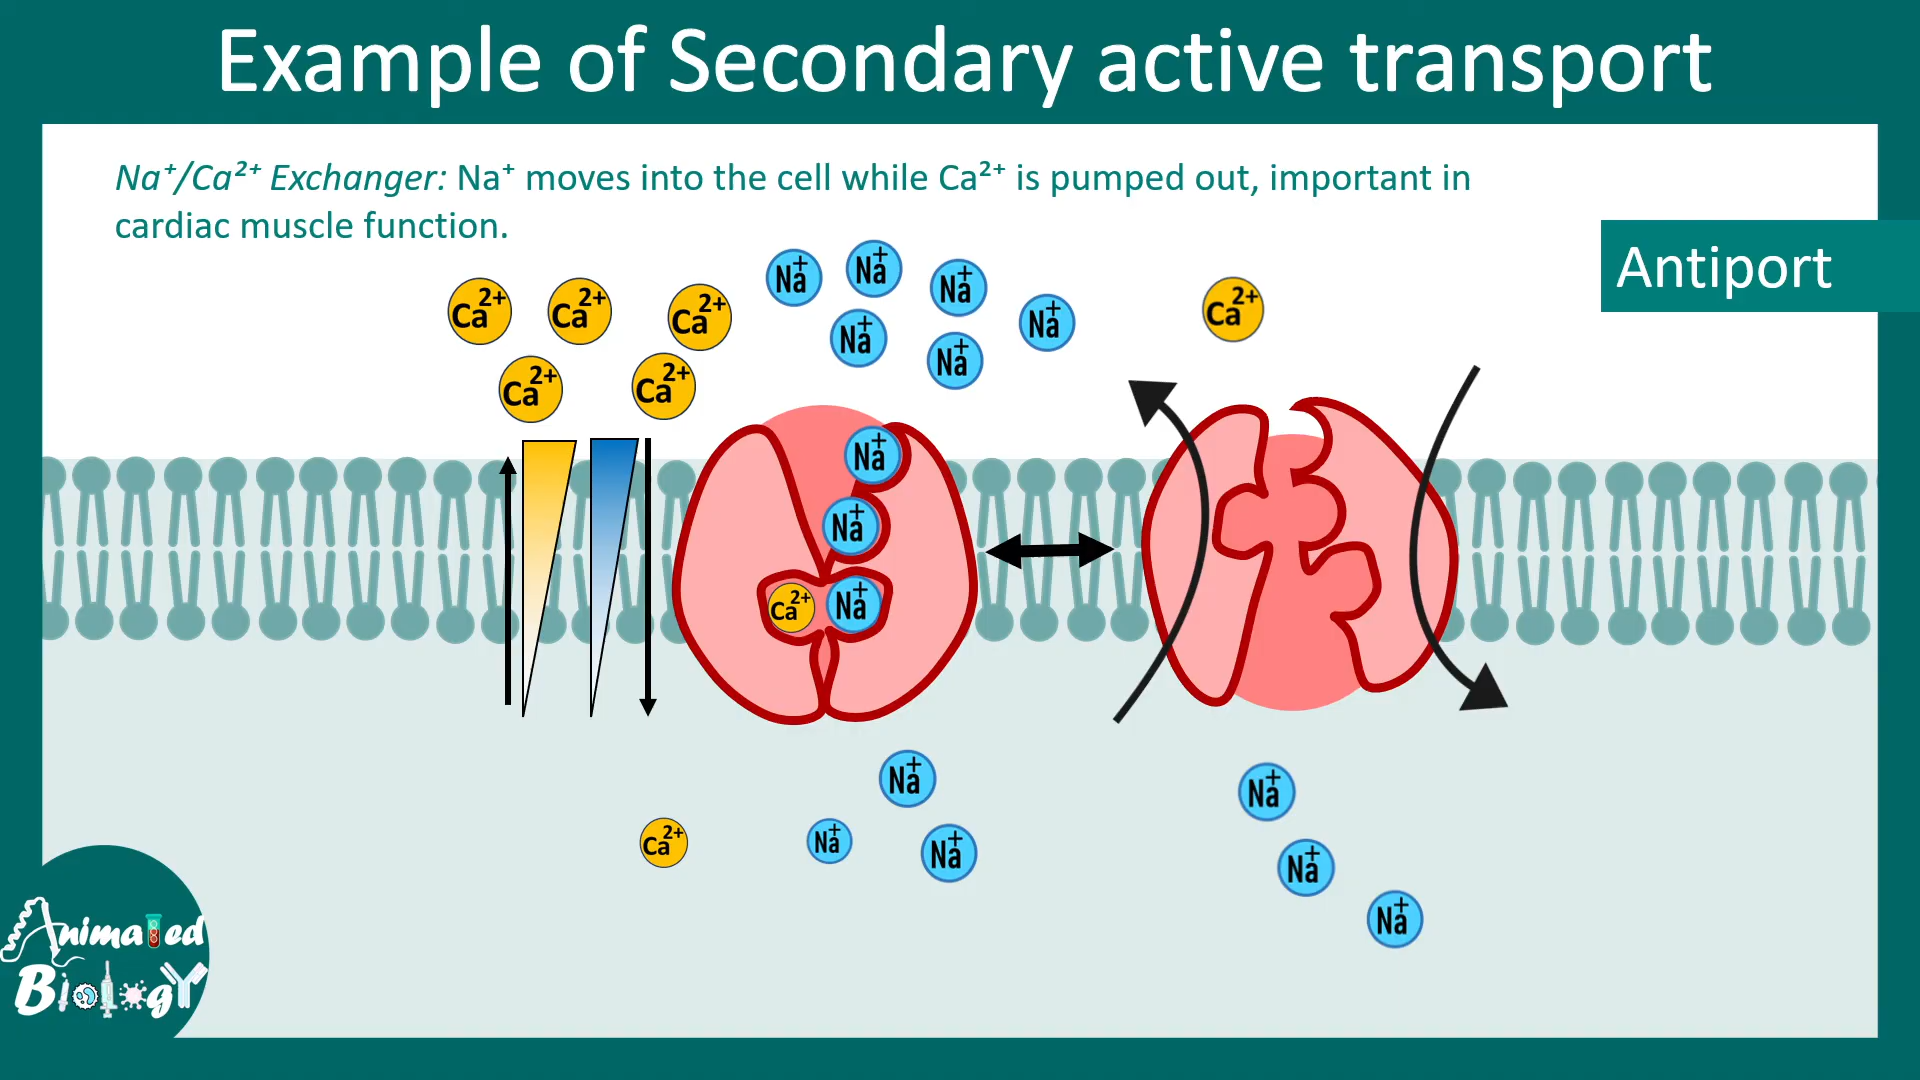 Example of Secondary active transport
Na⁺/Ca²⁺ Exchanger: Na⁺ moves into the cell while Ca²⁺ is pumped out, important in
cardiac muscle function.
Antiport
Ca²⁺ Ca²⁺ Ca²⁺ Na⁺ Na⁺ Na⁺ Na⁺ Ca²⁺
Ca²⁺ Ca²⁺ Na⁺ Na⁺
Na⁺
Na⁺
Ca²⁺ Na⁺
Na⁺ Na⁺
Ca²⁺ Na⁺ Na⁺ Na⁺
Na⁺
Animated
Biology